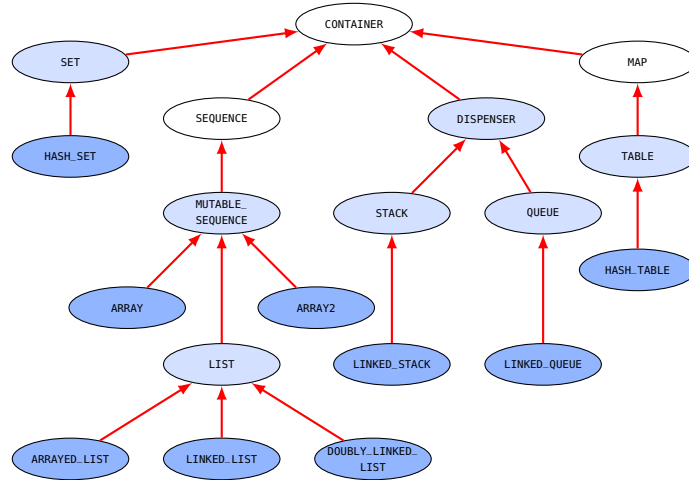 CONTAINER
SET
MAP
SEQUENCE
DISPENSER
HASH_SET
TABLE
MUTABLE_
SEQUENCE
STACK
QUEUE
HASH_TABLE
ARRAY
ARRAY2
LIST
LINKED_STACK
LINKED_QUEUE
ARRAYED_LIST
LINKED_LIST
DOUBLY_LINKED_
LIST